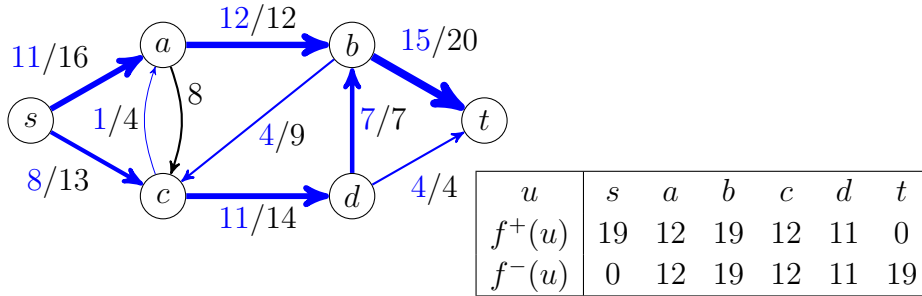 12/12
a
b
15/20
11/16
8
s
1/4
4/9
7/7
t
8/13
c
d
4/4
11/14
u s a b c d t
f⁺(u) 19 12 19 12 11 0
f⁻(u) 0 12 19 12 11 19